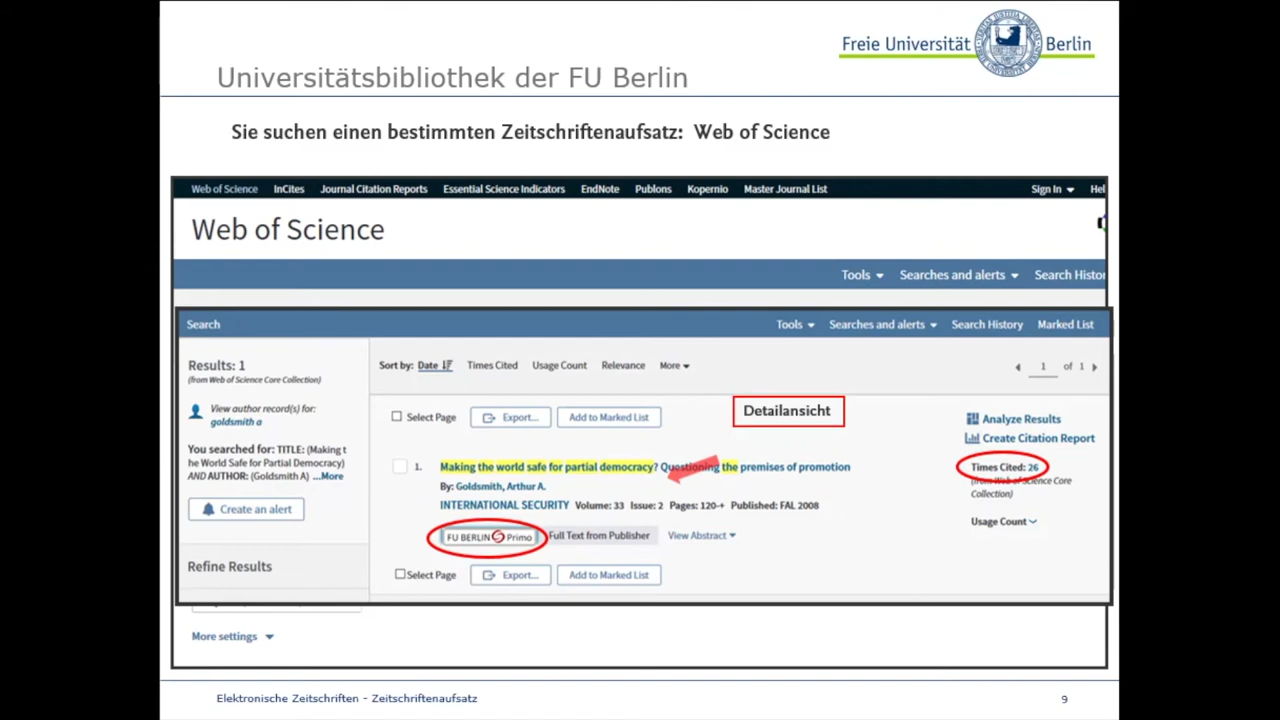 Freie Universität Berlin
Universitätsbibliothek der FU Berlin
Sie suchen einen bestimmten Zeitschriftenaufsatz: Web of Science
Web of Science InCites Journal Citation Reports Essential Science Indicators EndNote Publons Kopernio Master Journal List Sign In Hel
Web of Science
Tools Searches and alerts Search Histor
Search Tools Searches and alerts Search History Marked List
Results: 1
(from Web of Science Core Collection)
View author record(s) for:
goldsmith a
You searched for: TITLE: (Making t
he World Safe for Partial Democracy)
AND AUTHOR: (Goldsmith A) ...More
Create an alert
Refine Results
Sort by: Date Times Cited Usage Count Relevance More
1 of 1
Select Page Export... Add to Marked List
Detailansicht
1. Making the world safe for partial democracy? Questioning the premises of promotion
By: Goldsmith, Arthur A.
INTERNATIONAL SECURITY Volume: 33 Issue: 2 Pages: 120-+ Published: FAL 2008
FU BERLIN Primo Full Text from Publisher View Abstract
Select Page Export... Add to Marked List
Analyze Results
Create Citation Report
Times Cited: 26
(from Web of Science Core
Collection)
Usage Count
More settings
Elektronische Zeitschriften - Zeitschriftenaufsatz
9